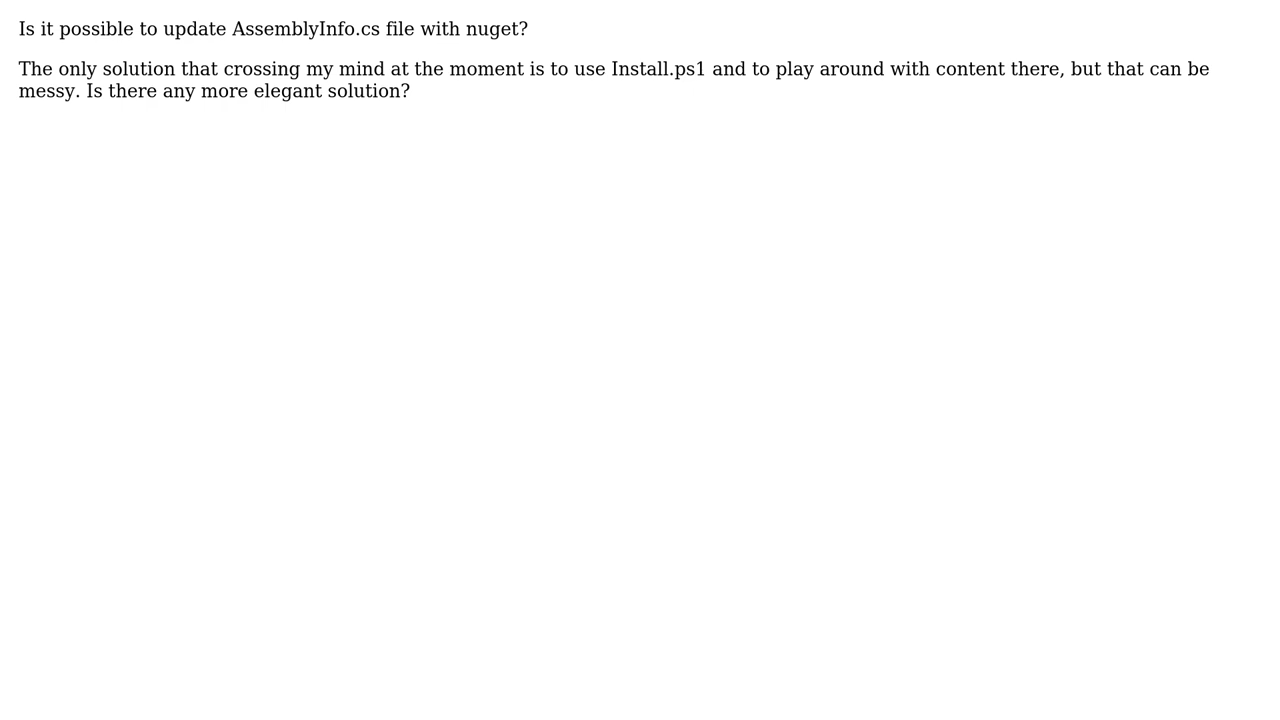 Is it possible to update AssemblyInfo.cs file with nuget?
The only solution that crossing my mind at the moment is to use Install.ps1 and to play around with content there, but that can be
messy. Is there any more elegant solution?